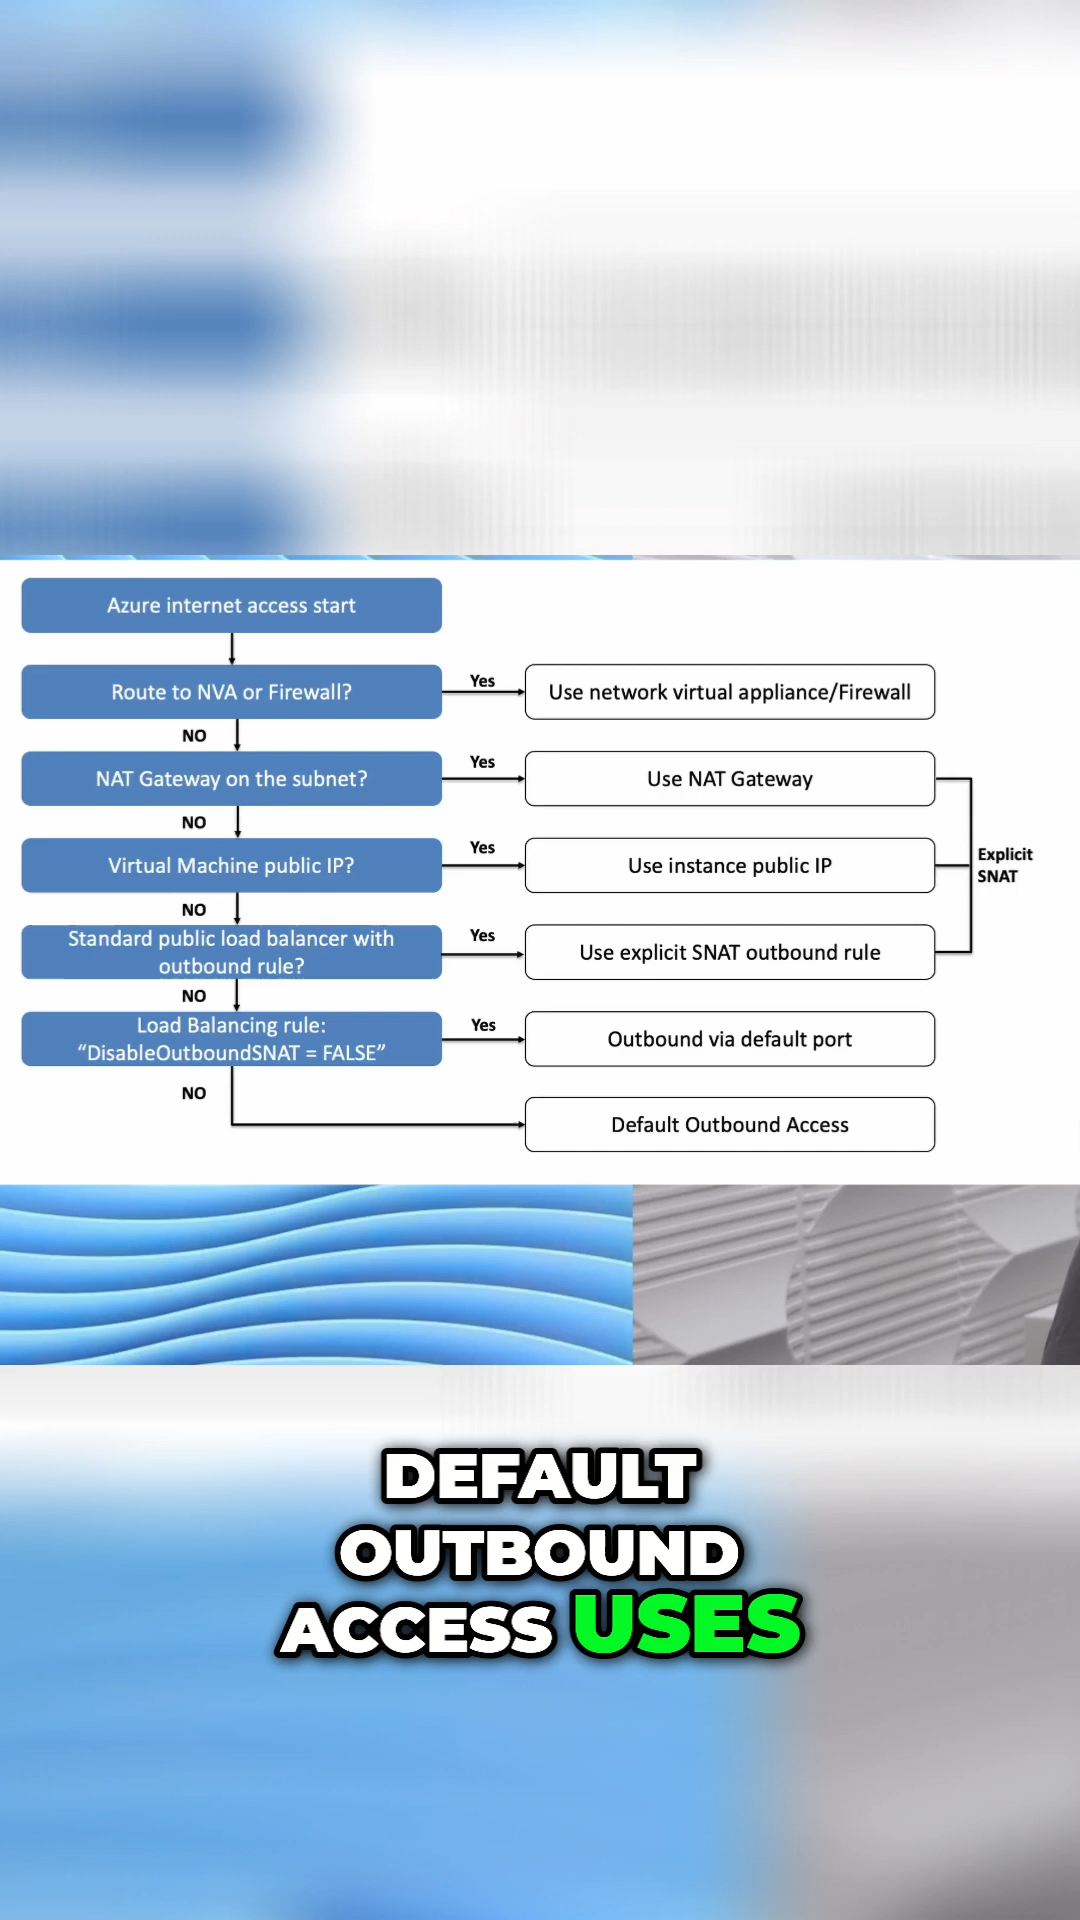 Azure internet access start
Route to NVA or Firewall?
Yes
Use network virtual appliance/Firewall
NO
NAT Gateway on the subnet?
Yes
Use NAT Gateway
NO
Virtual Machine public IP?
Yes
Use instance public IP
Explicit
SNAT
NO
Standard public load balancer with
outbound rule?
Yes
Use explicit SNAT outbound rule
NO
Load Balancing rule:
“DisableOutboundSNAT = FALSE”
Yes
Outbound via default port
NO
Default Outbound Access
DEFAULT
OUTBOUND
ACCESS USES